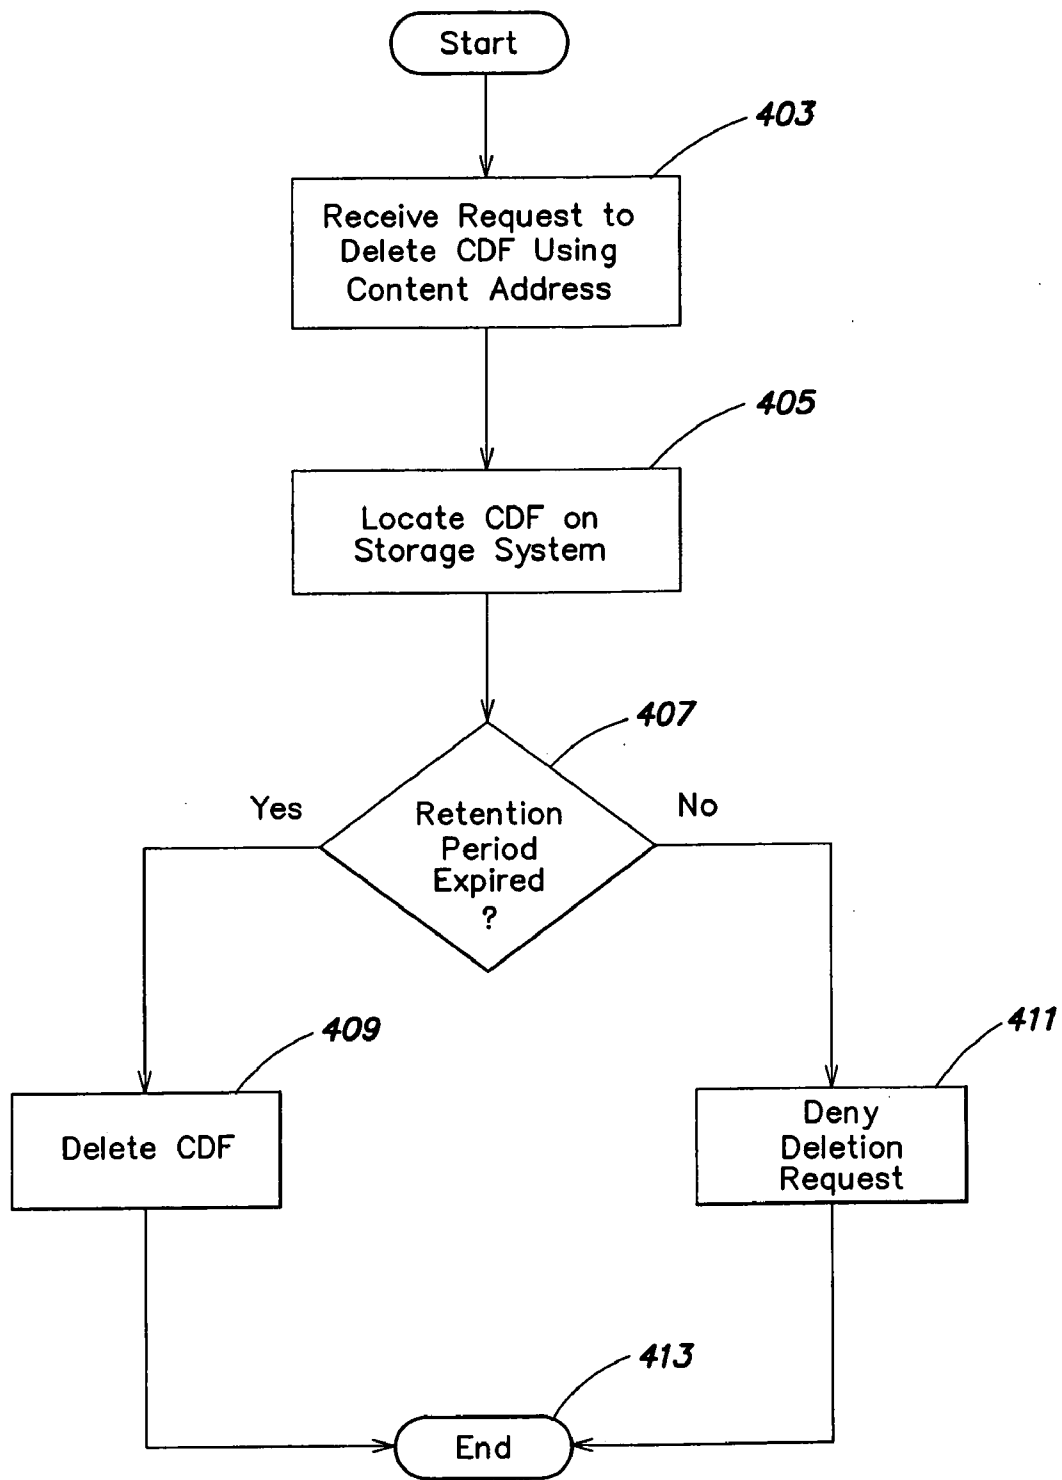 Start
403
Receive Request to
Delete CDF Using
Content Address
405
Locate CDF on
Storage System
407
Yes
No
Retention
Period
Expired
?
409
411
Delete CDF
Deny
Deletion
Request
413
End